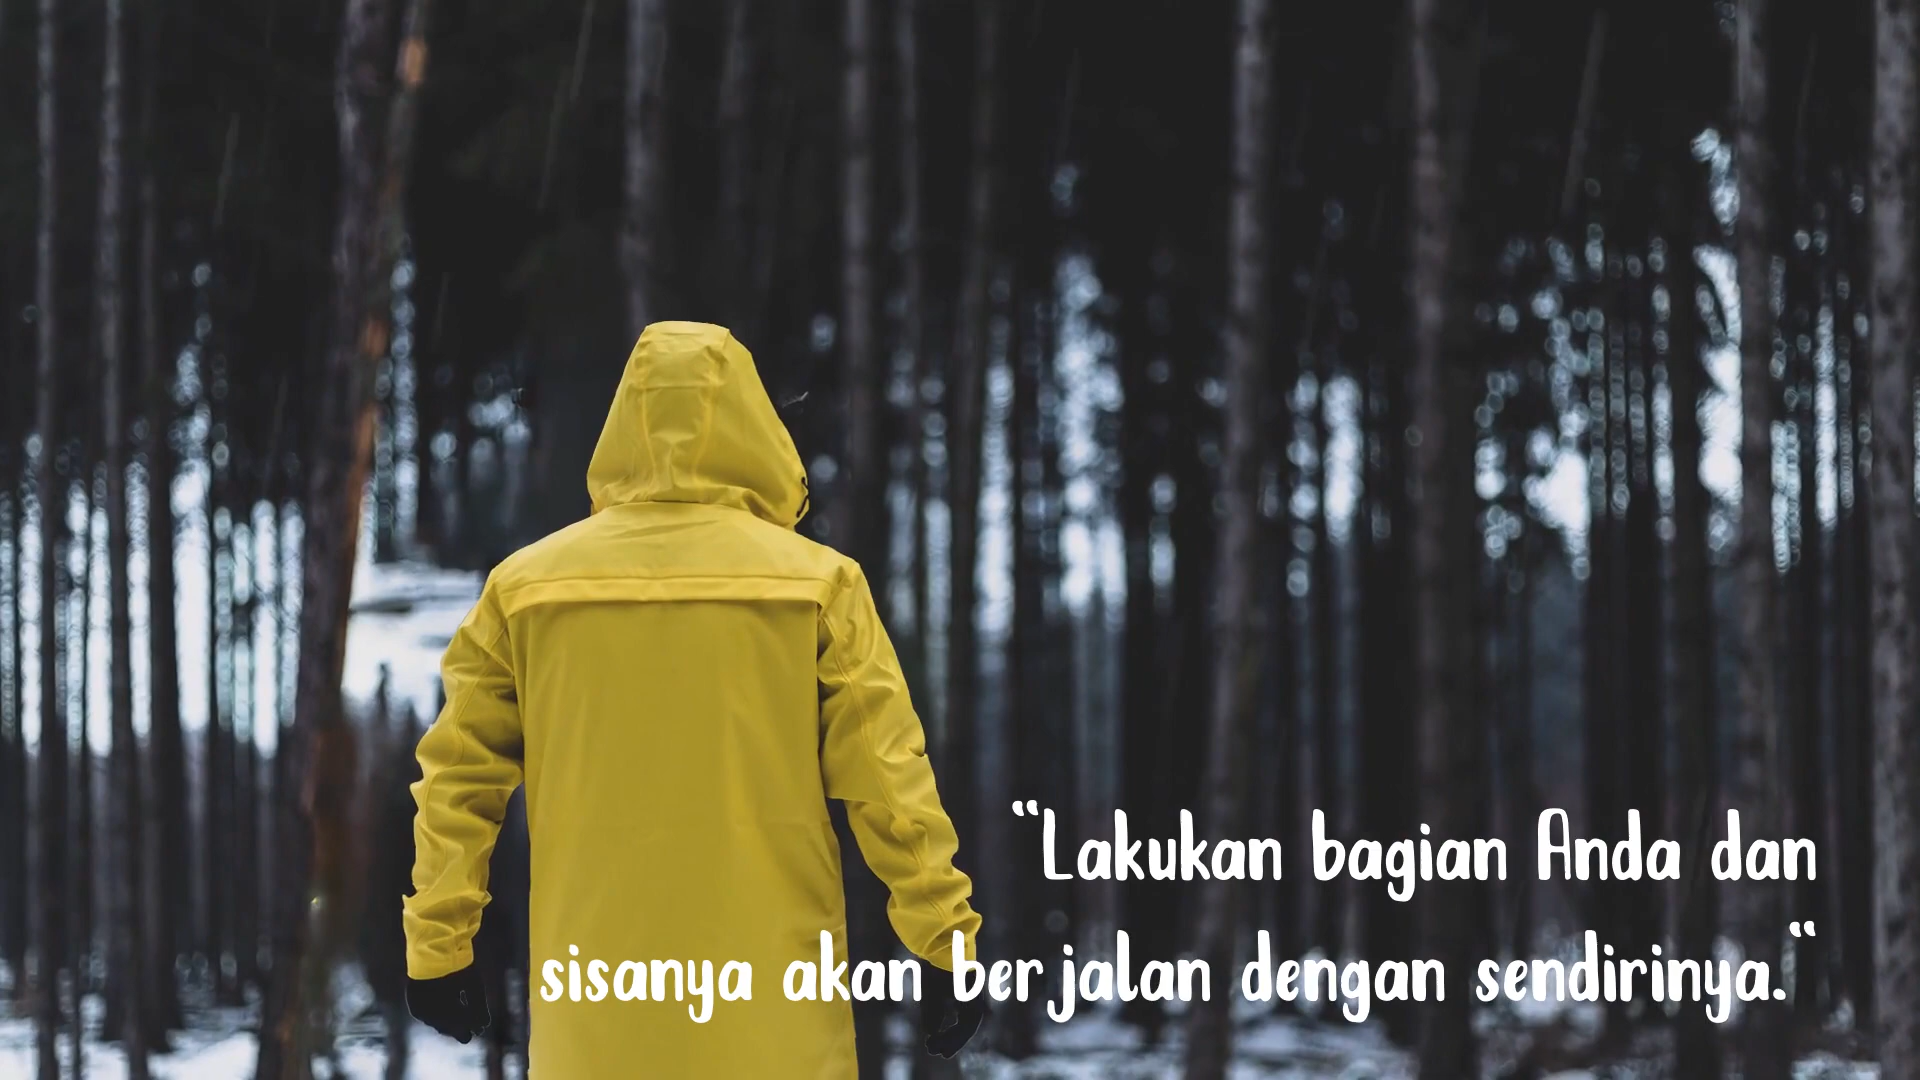 “Lakukan bagian Anda dan
sisanya akan berjalan dengan sendirinya.“